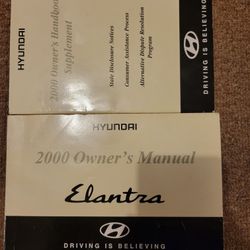 HYUNDAI
2000 Owner's Handbook
Supplement
State Disclosure Notices
Consumer Assistance Process
Alternative Dispute Resolution
Program
DRIVING IS BELIEVING
HYUNDAI
2000 Owner's Manual
Elantra
DRIVING IS BELIEVING